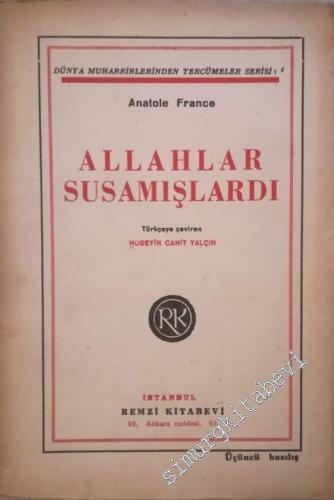 DÜNYA MUHARRİRLERİNDEN TERCÜMELER SERİSİ: 4
Anatole France
ALLAHLAR
SUSAMIŞLARDI
Türkçeye çeviren
HÜSEYİN CAHİT YALÇIN
RK
İSTANBUL
REMZİ KİTABEVİ
93, Ankara caddesi,
Üçüncü basılış
simurgkitabevi.com